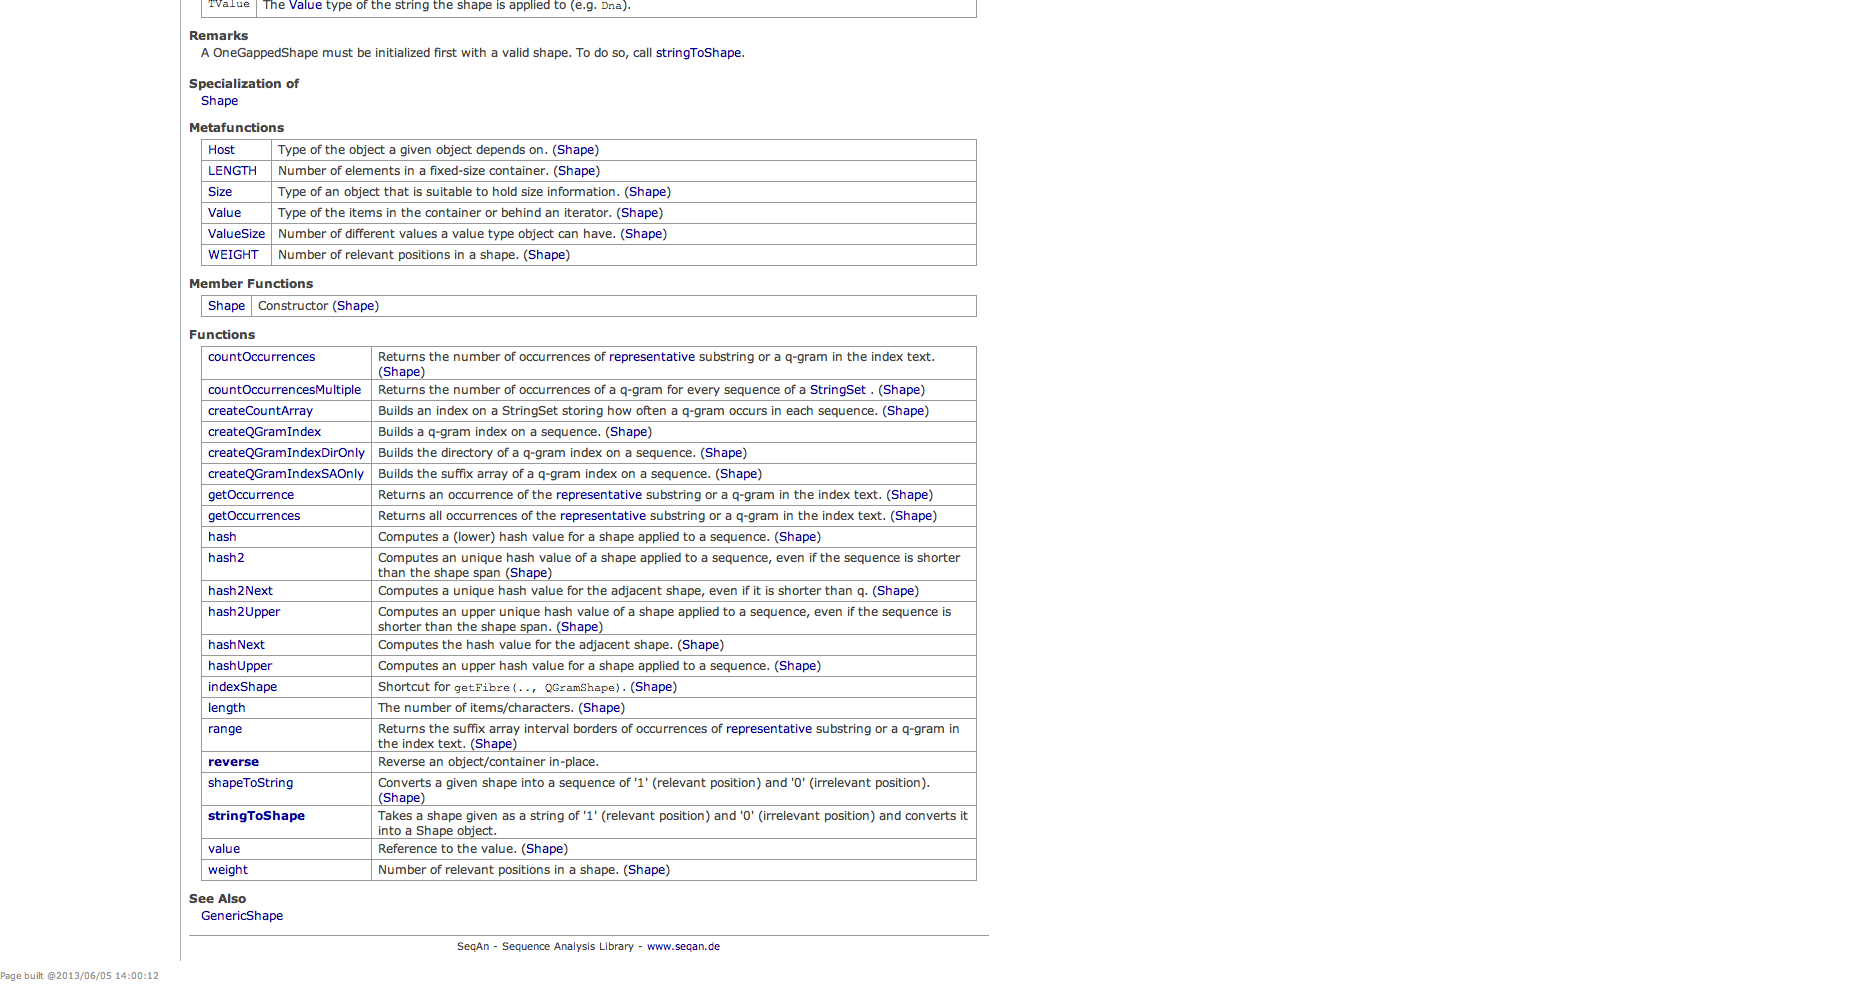 TValue The Value type of the string the shape is applied to (e.g. Dna).
Remarks
A OneGappedShape must be initialized first with a valid shape. To do so, call stringToShape.
Specialization of
Shape
Metafunctions
Host Type of the object a given object depends on. (Shape)
LENGTH Number of elements in a fixed-size container. (Shape)
Size Type of an object that is suitable to hold size information. (Shape)
Value Type of the items in the container or behind an iterator. (Shape)
ValueSize Number of different values a value type object can have. (Shape)
WEIGHT Number of relevant positions in a shape. (Shape)
Member Functions
Shape Constructor (Shape)
Functions
countOccurrences Returns the number of occurrences of representative substring or a q-gram in the index text.
(Shape)
countOccurrencesMultiple Returns the number of occurrences of a q-gram for every sequence of a StringSet . (Shape)
createCountArray Builds an index on a StringSet storing how often a q-gram occurs in each sequence. (Shape)
createQGramIndex Builds a q-gram index on a sequence. (Shape)
createQGramIndexDirOnly Builds the directory of a q-gram index on a sequence. (Shape)
createQGramIndexSAOnly Builds the suffix array of a q-gram index on a sequence. (Shape)
getOccurrence Returns an occurrence of the representative substring or a q-gram in the index text. (Shape)
getOccurrences Returns all occurrences of the representative substring or a q-gram in the index text. (Shape)
hash Computes a (lower) hash value for a shape applied to a sequence. (Shape)
hash2 Computes an unique hash value of a shape applied to a sequence, even if the sequence is shorter
than the shape span (Shape)
hash2Next Computes a unique hash value for the adjacent shape, even if it is shorter than q. (Shape)
hash2Upper Computes an upper unique hash value of a shape applied to a sequence, even if the sequence is
shorter than the shape span. (Shape)
hashNext Computes the hash value for the adjacent shape. (Shape)
hashUpper Computes an upper hash value for a shape applied to a sequence. (Shape)
indexShape Shortcut for getFibre(.., QGramShape). (Shape)
length The number of items/characters. (Shape)
range Returns the suffix array interval borders of occurrences of representative substring or a q-gram in
the index text. (Shape)
reverse Reverse an object/container in-place.
shapeToString Converts a given shape into a sequence of '1' (relevant position) and '0' (irrelevant position).
(Shape)
stringToShape Takes a shape given as a string of '1' (relevant position) and '0' (irrelevant position) and converts it
into a Shape object.
value Reference to the value. (Shape)
weight Number of relevant positions in a shape. (Shape)
See Also
GenericShape
SeqAn - Sequence Analysis Library - www.seqan.de
Page built @2013/06/05 14:00:12